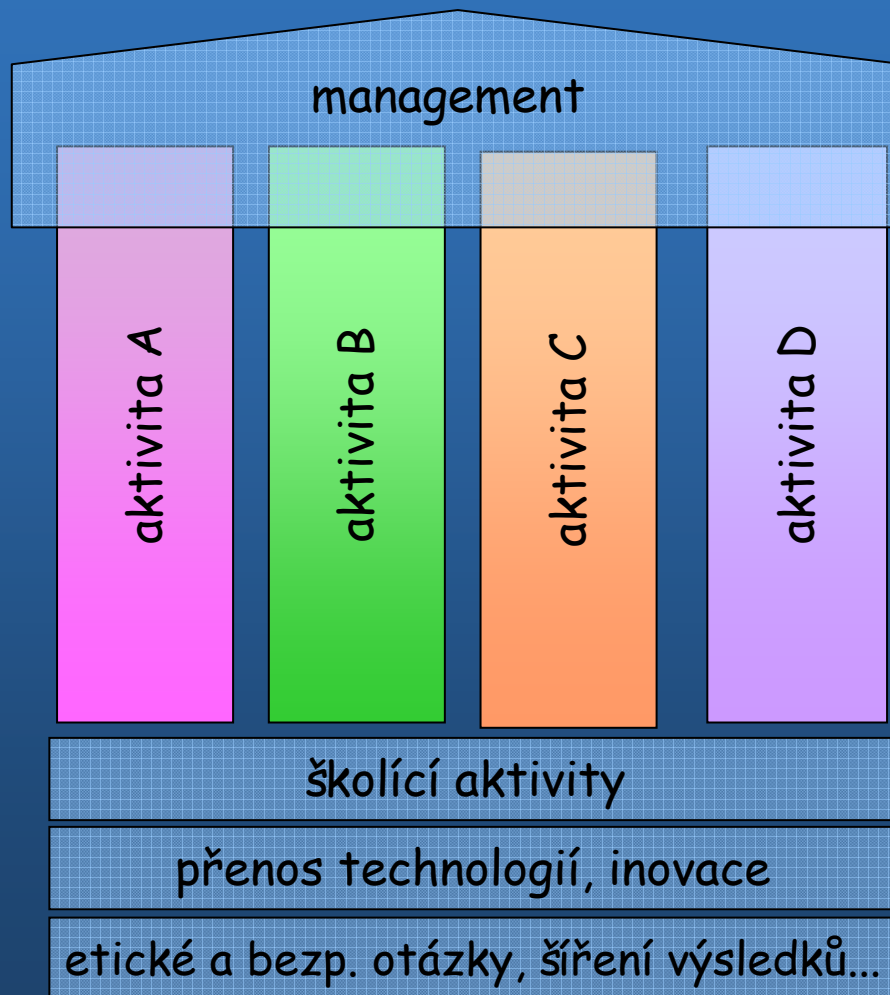 management
aktivita A
aktivita B
aktivita C
aktivita D
školící aktivity
přenos technologií, inovace
etické a bezp. otázky, šíření výsledků...